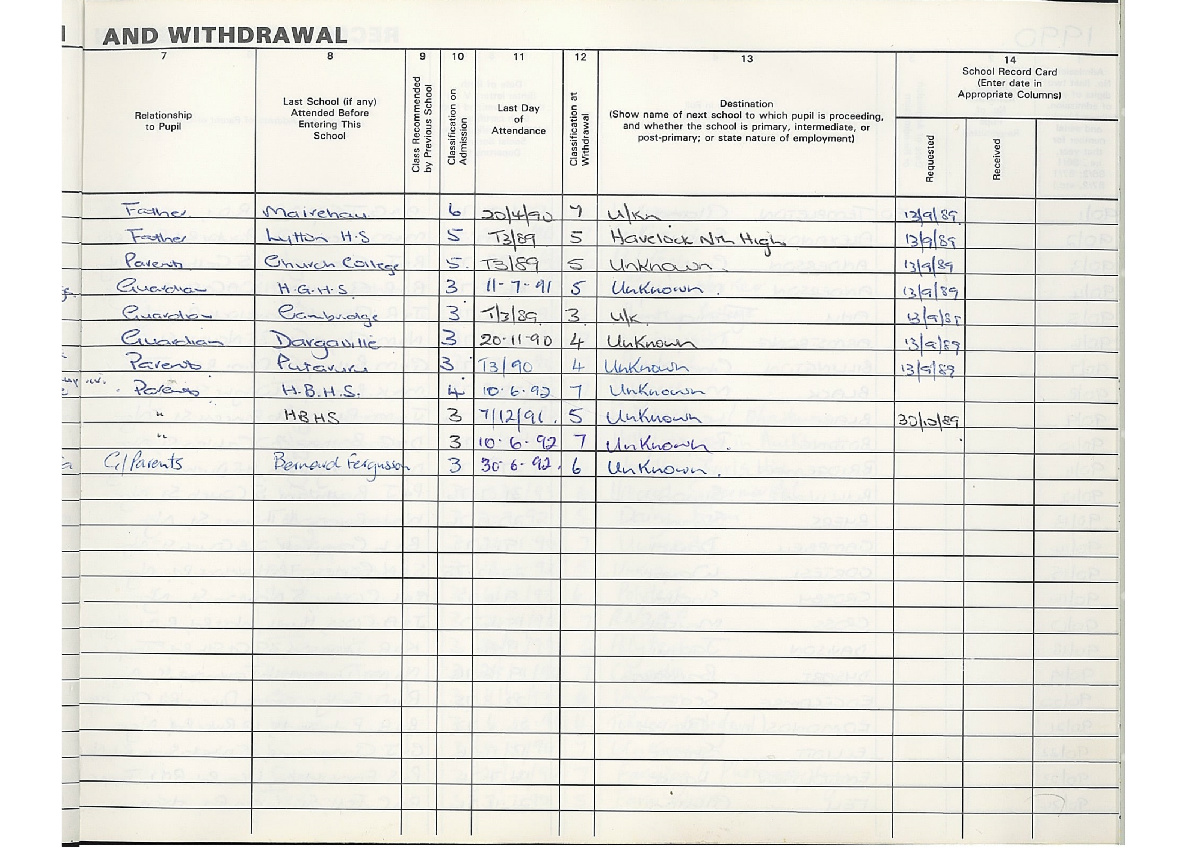 AND WITHDRAWAL
7 8 9 10 11 12 13 14
Relationship to Pupil
Last School (if any) Attended Before Entering This School
Class Recommended by Previous School
Classification on Admission
Last Day of Attendance
Classification at Withdrawal
Destination
(Show name of next school to which pupil is proceeding, and whether the school is primary, intermediate, or post-primary; or state nature of employment)
School Record Card (Enter date in Appropriate Columns)
Requested
Received
Father Mairehau 6 20/4/90 7 U/kn 13/9/89
Father Lytton H.S 5 T3/89 5 Havelock Nth High 13/9/89
Parents Church College 5. T3/89 5 Unknown. 13/9/89
Guardian H.G.H.S. 3 11-7-91 5 Unknown. 13/9/89
Guardian Cambridge 3 T/3/89. 3 U/k. 13/9/89
Guardian Dargaville 3 20-11-90 4 Unknown 13/9/89
Parents Putaruru 3 T3/90 4 Unknown 13/9/89
Parents H.B.H.S. 4 10.6.92 7 Unknown
" HBHS 3 7/12/91. 5 Unknown 30/10/89
" 3 10-6-92 7 Unknown.
C/Parents Bernard Fergusson 3 30-6-92. 6 Unknown.